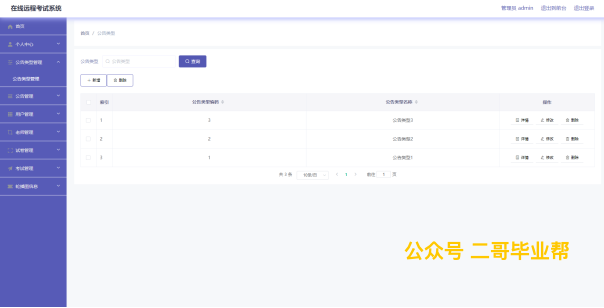 在线远程考试系统
管理员 admin 退出到前台 退出登录
首页
个人中心
公告类型管理
公告类型管理
公告管理
用户管理
老师管理
试卷管理
考试管理
轮播图信息
首页 / 公告类型
公告类型 公告类型 查询
新增 删除
索引 公告类型编码 公告类型名称 操作
1 3 公告类型3 详情 修改 删除
2 2 公告类型2 详情 修改 删除
3 1 公告类型1 详情 修改 删除
共 3 条 10条/页 1 前往 1 页
公众号 二哥毕业帮